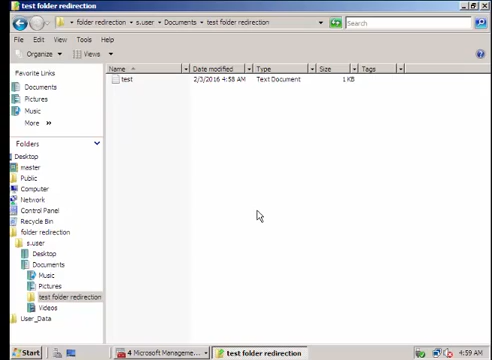 test folder redirection
folder redirection ▸ s.user ▸ Documents ▸ test folder redirection
Search
File Edit View Tools Help
Organize Views
Favorite Links
Documents
Pictures
Music
More »
Folders
Desktop
master
Public
Computer
Network
Control Panel
Recycle Bin
folder redirection
s.user
Desktop
Documents
Music
Pictures
test folder redirection
Videos
User_Data
Name Date modified Type Size Tags
test 2/3/2016 4:58 AM Text Document 1 KB
Start 4 Microsoft Manageme... test folder redirection 4:59 AM